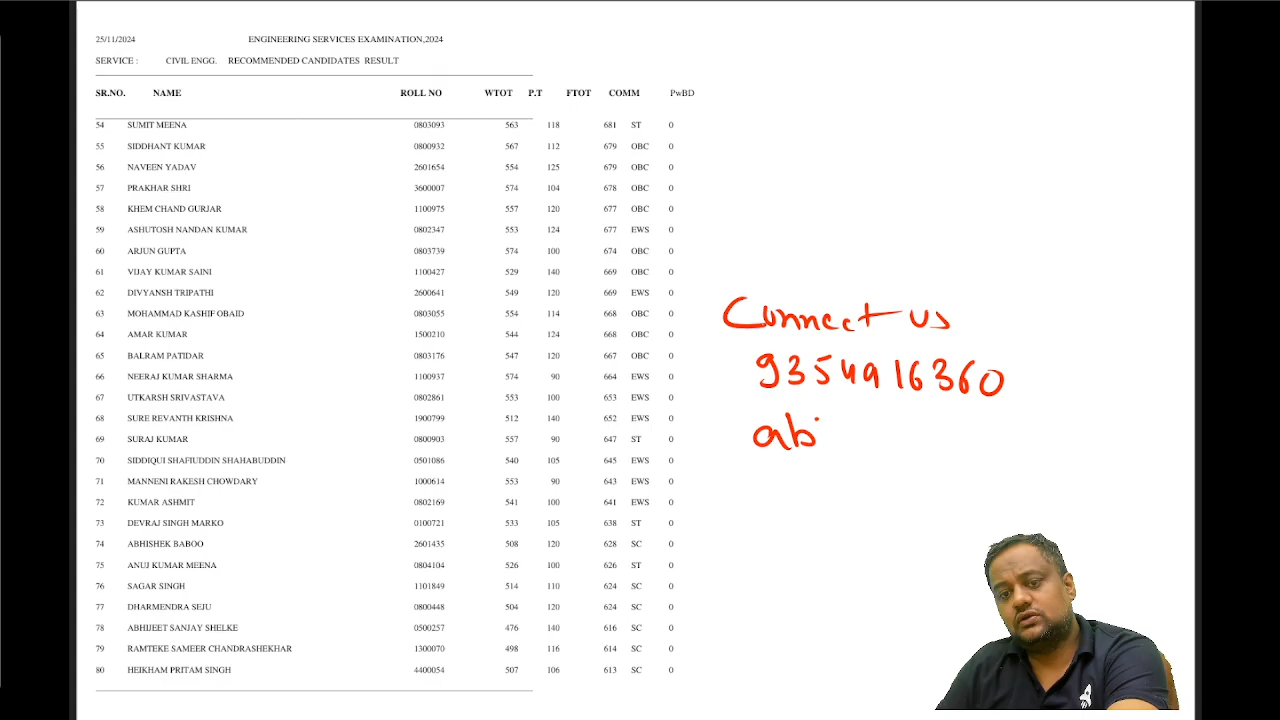 25/11/2024 ENGINEERING SERVICES EXAMINATION,2024
SERVICE : CIVIL ENGG. RECOMMENDED CANDIDATES RESULT
SR.NO. NAME ROLL NO WTOT P.T FTOT COMM PwBD
54 SUMIT MEENA 0803093 563 118 681 ST 0
55 SIDDHANT KUMAR 0800932 567 112 679 OBC 0
56 NAVEEN YADAV 2601654 554 125 679 OBC 0
57 PRAKHAR SHRI 3600007 574 104 678 OBC 0
58 KHEM CHAND GURJAR 1100975 557 120 677 OBC 0
59 ASHUTOSH NANDAN KUMAR 0802347 553 124 677 EWS 0
60 ARJUN GUPTA 0803739 574 100 674 OBC 0
61 VIJAY KUMAR SAINI 1100427 529 140 669 OBC 0
62 DIVYANSH TRIPATHI 2600641 549 120 669 EWS 0
63 MOHAMMAD KASHIF OBAID 0803055 554 114 668 OBC 0
64 AMAR KUMAR 1500210 544 124 668 OBC 0
65 BALRAM PATIDAR 0803176 547 120 667 OBC 0
66 NEERAJ KUMAR SHARMA 1100937 574 90 664 EWS 0
67 UTKARSH SRIVASTAVA 0802861 553 100 653 EWS 0
68 SURE REVANTH KRISHNA 1900799 512 140 652 EWS 0
69 SURAJ KUMAR 0800903 557 90 647 ST 0
70 SIDDIQUI SHAFIUDDIN SHAHABUDDIN 0501086 540 105 645 EWS 0
71 MANNENI RAKESH CHOWDARY 1000614 553 90 643 EWS 0
72 KUMAR ASHMIT 0802169 541 100 641 EWS 0
73 DEVRAJ SINGH MARKO 0100721 533 105 638 ST 0
74 ABHISHEK BABOO 2601435 508 120 628 SC 0
75 ANUJ KUMAR MEENA 0804104 526 100 626 ST 0
76 SAGAR SINGH 1101849 514 110 624 SC 0
77 DHARMENDRA SEJU 0800448 504 120 624 SC 0
78 ABHIJEET SANJAY SHELKE 0500257 476 140 616 SC 0
79 RAMTEKE SAMEER CHANDRASHEKHAR 1300070 498 116 614 SC 0
80 HEIKHAM PRITAM SINGH 4400054 507 106 613 SC 0
Connect us
9354916360
ab